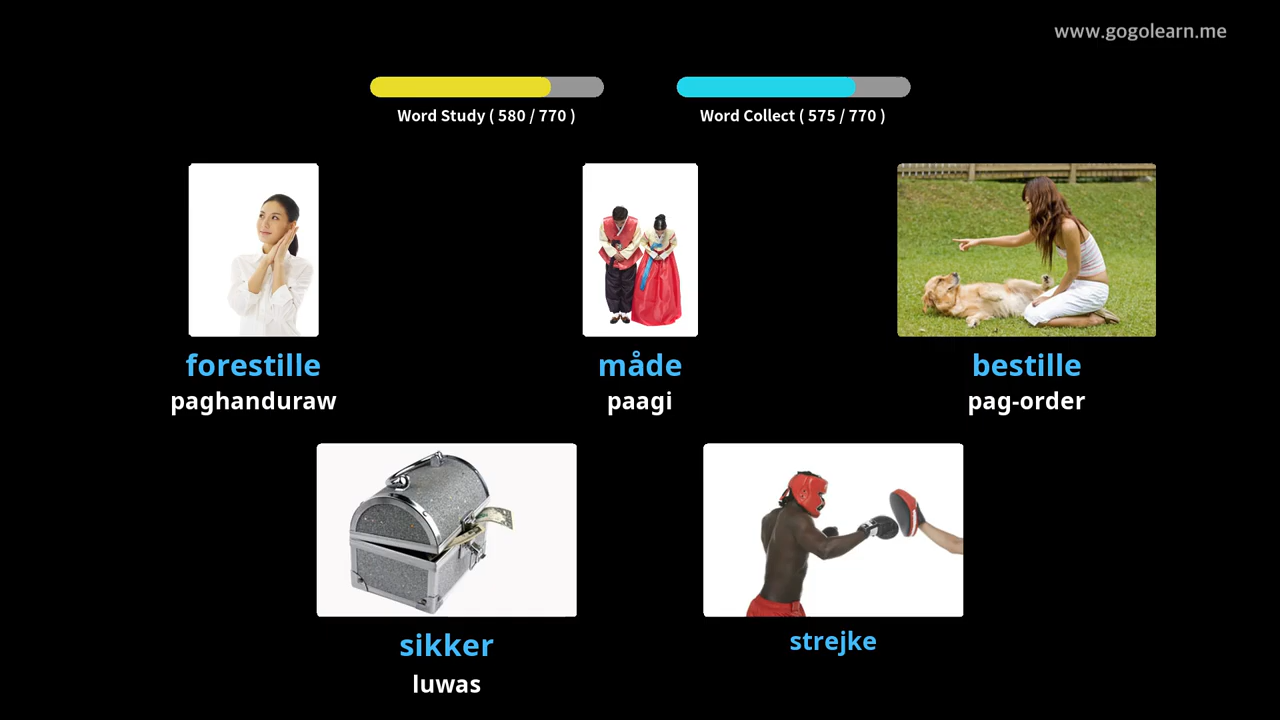 www.gogolearn.me
Word Study ( 580 / 770 )
Word Collect ( 575 / 770 )
forestille
paghanduraw
måde
paagi
bestille
pag-order
sikker
luwas
strejke